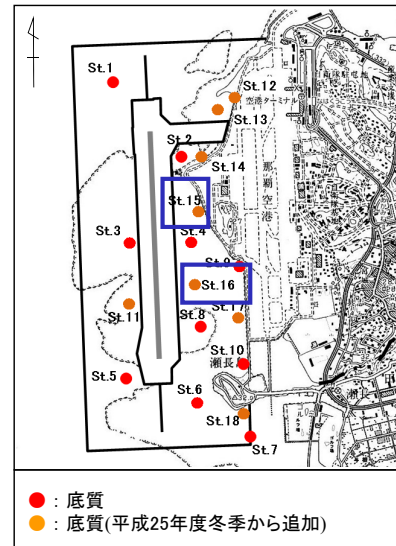 St.1
St.12
空港ターミナル
St.13
St.2
St.14
那覇空港
St.15
St.3
St.4
St.9
St.16
St.11
St.17
St.8
St.10
瀬長
St.5
St.6
St.18
St.7
● : 底質
● : 底質(平成25年度冬季から追加)